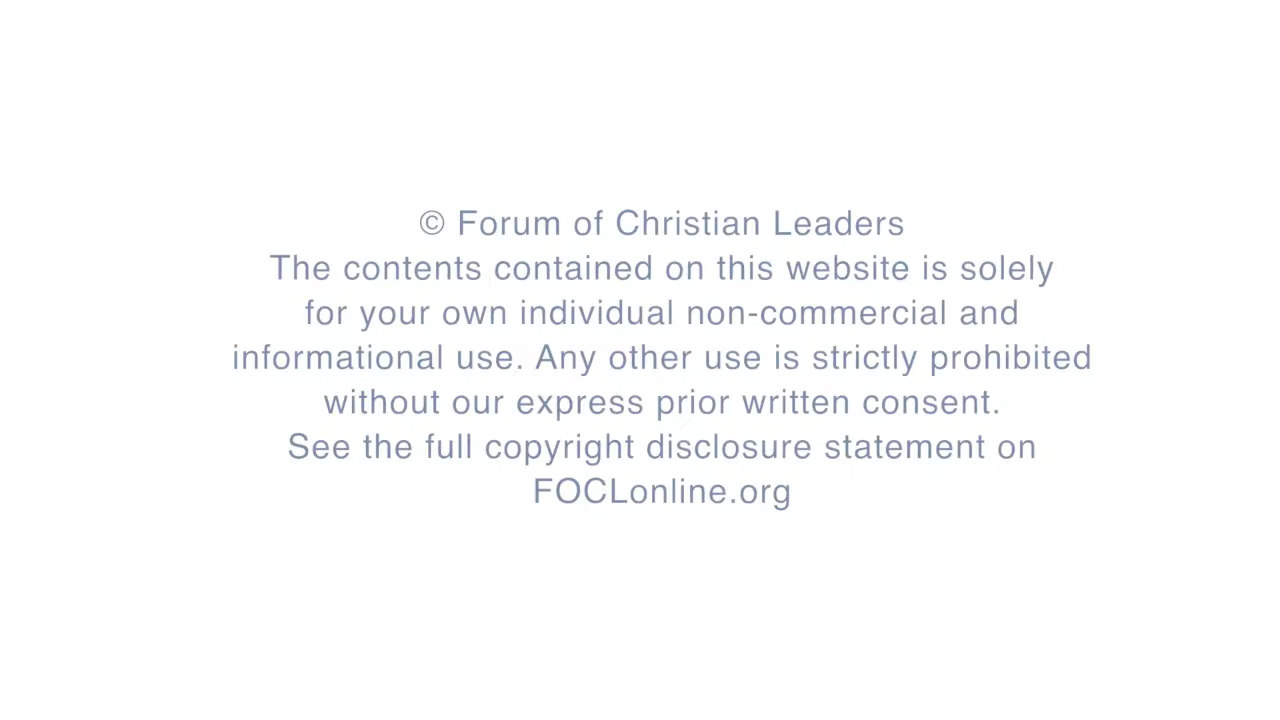 © Forum of Christian Leaders
The contents contained on this website is solely
for your own individual non-commercial and
informational use. Any other use is strictly prohibited
without our express prior written consent.
See the full copyright disclosure statement on
FOCLonline.org